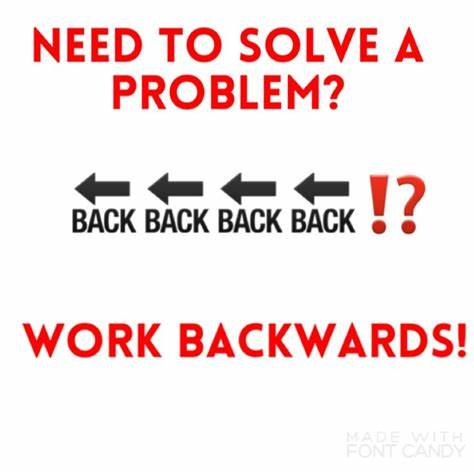 NEED TO SOLVE A
PROBLEM?
BACK BACK BACK BACK ⁉
WORK BACKWARDS!
MADE WITH
FONT CANDY